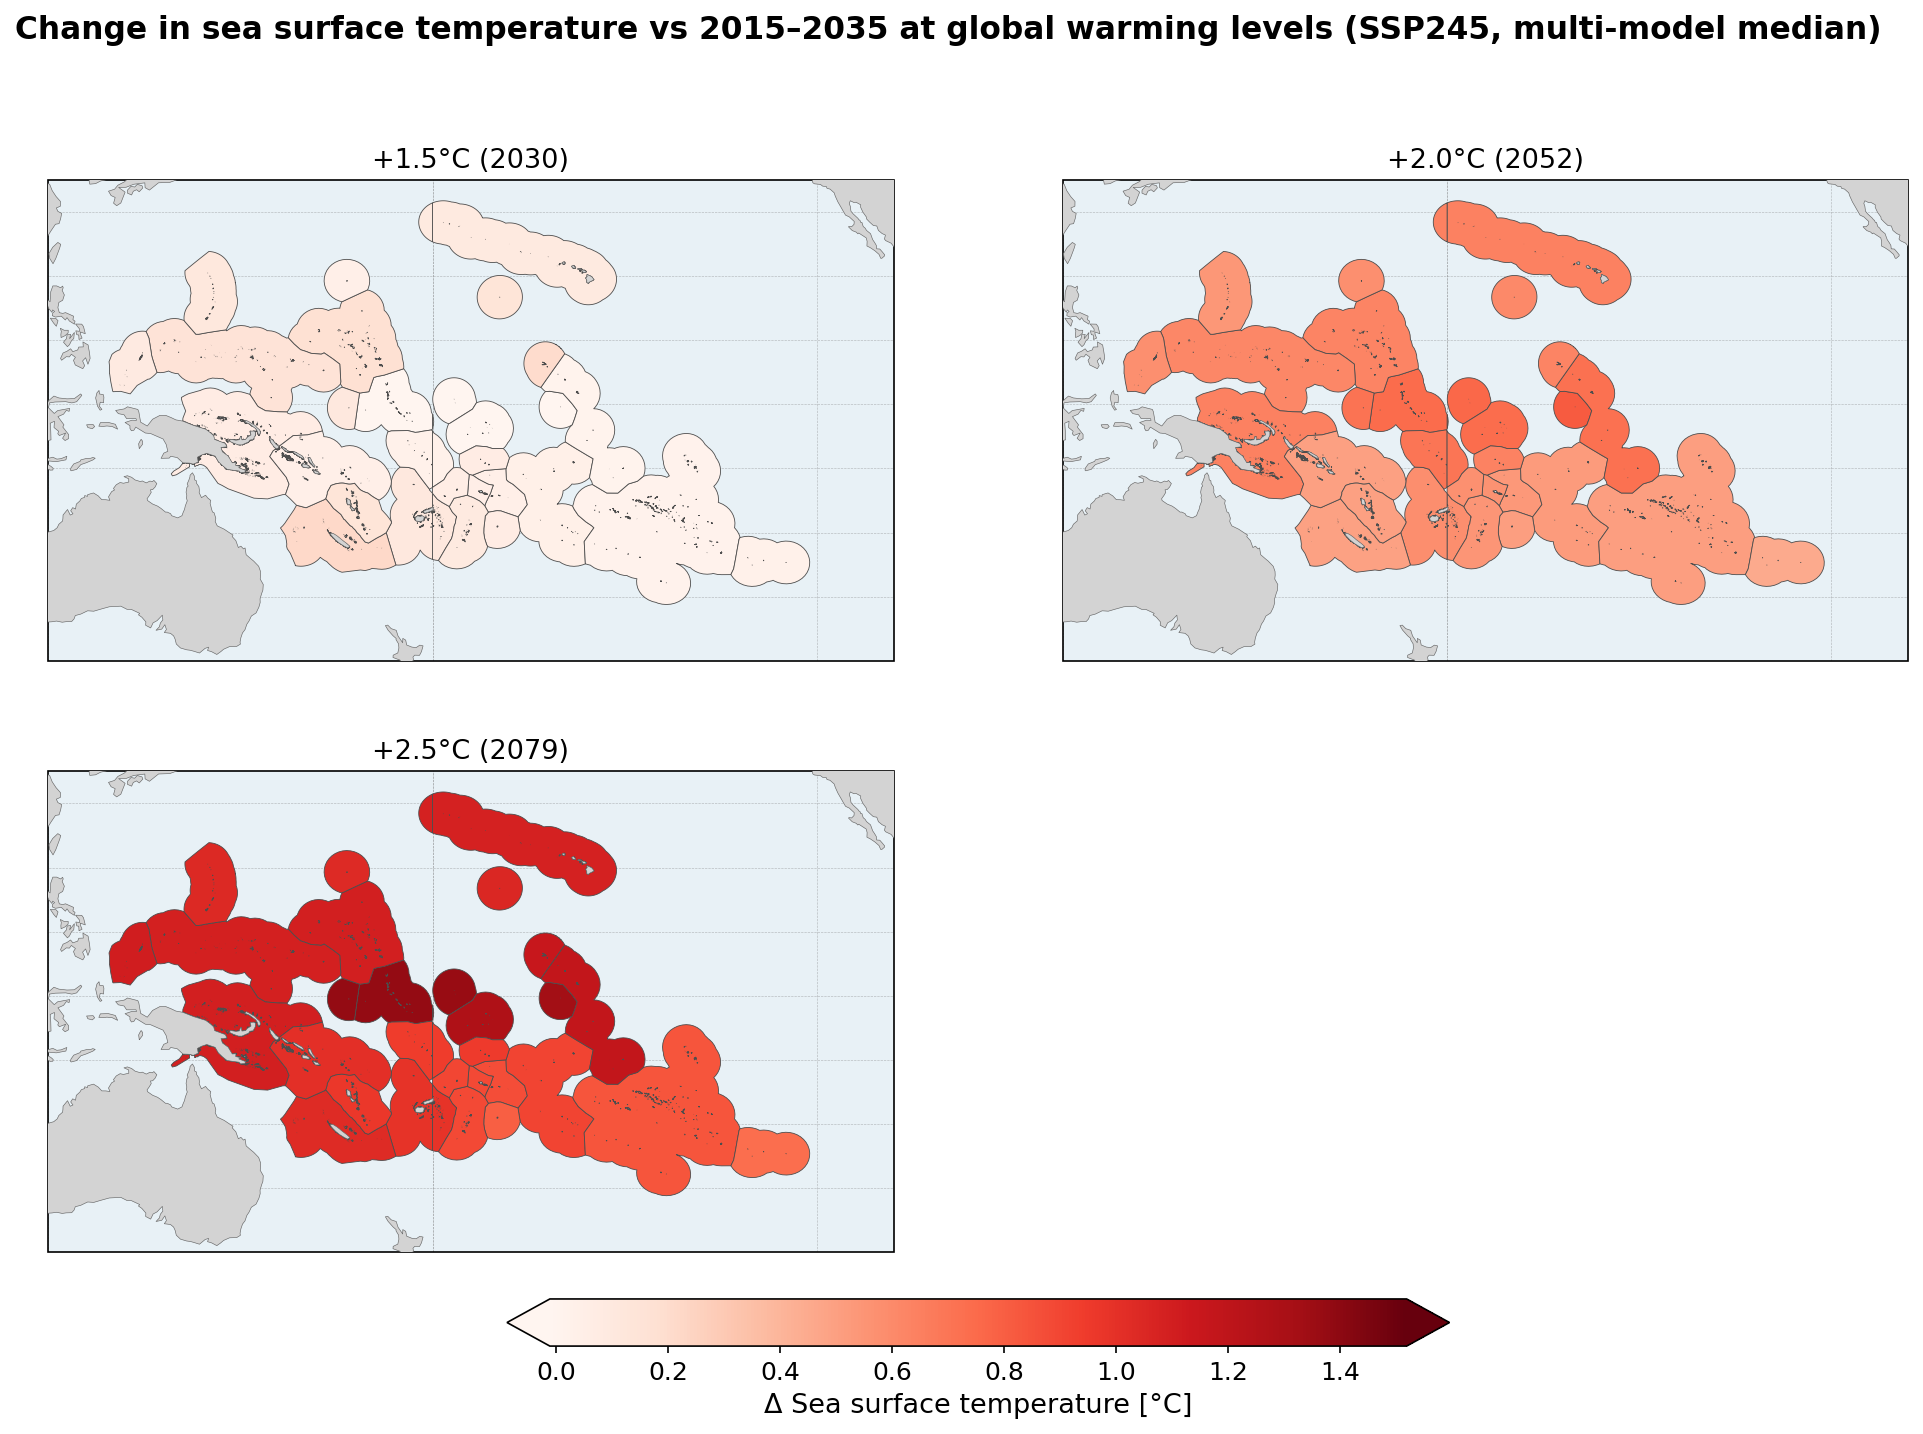 Change in sea surface temperature vs 2015–2035 at global warming levels (SSP245, multi-model median)
+1.5°C (2030)
+2.0°C (2052)
+2.5°C (2079)
0.0 0.2 0.4 0.6 0.8 1.0 1.2 1.4
Δ Sea surface temperature [°C]